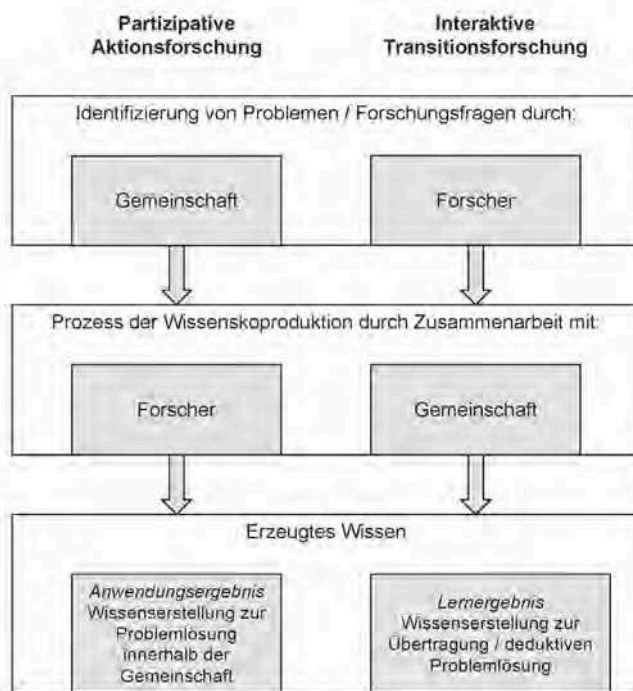 Partizipative
Aktionsforschung
Interaktive
Transitionsforschung
Identifizierung von Problemen / Forschungsfragen durch:
Gemeinschaft
Forscher
Prozess der Wissenskoproduktion durch Zusammenarbeit mit:
Forscher
Gemeinschaft
Erzeugtes Wissen
Anwendungsergebnis
Wissenserstellung zur
Problemlösung
innerhalb der
Gemeinschaft
Lernergebnis
Wissenserstellung zur
Übertragung / deduktiven
Problemlösung